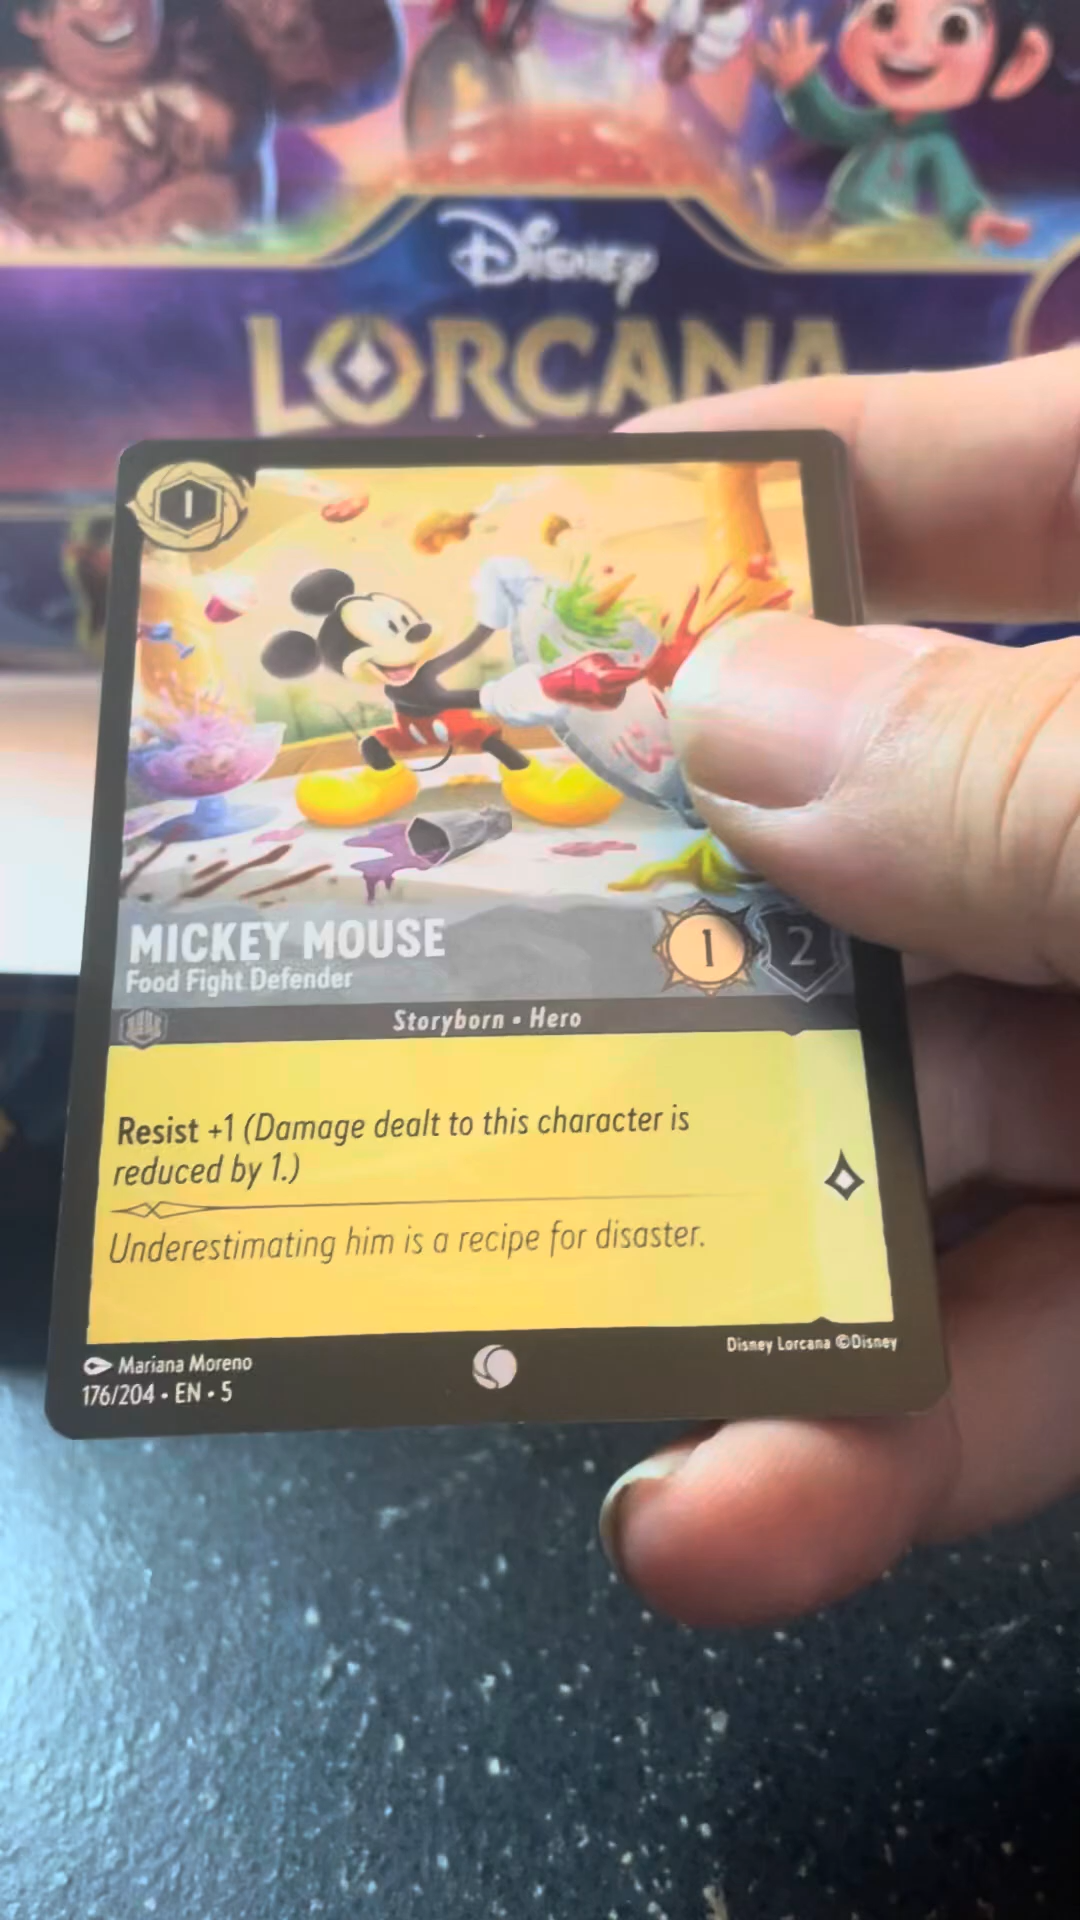 Disney
LORCANA
1
MICKEY MOUSE
Food Fight Defender
1 2
Storyborn • Hero
Resist +1 (Damage dealt to this character is
reduced by 1.)
Underestimating him is a recipe for disaster.
Mariana Moreno
176/204 • EN • 5
Disney Lorcana ©Disney